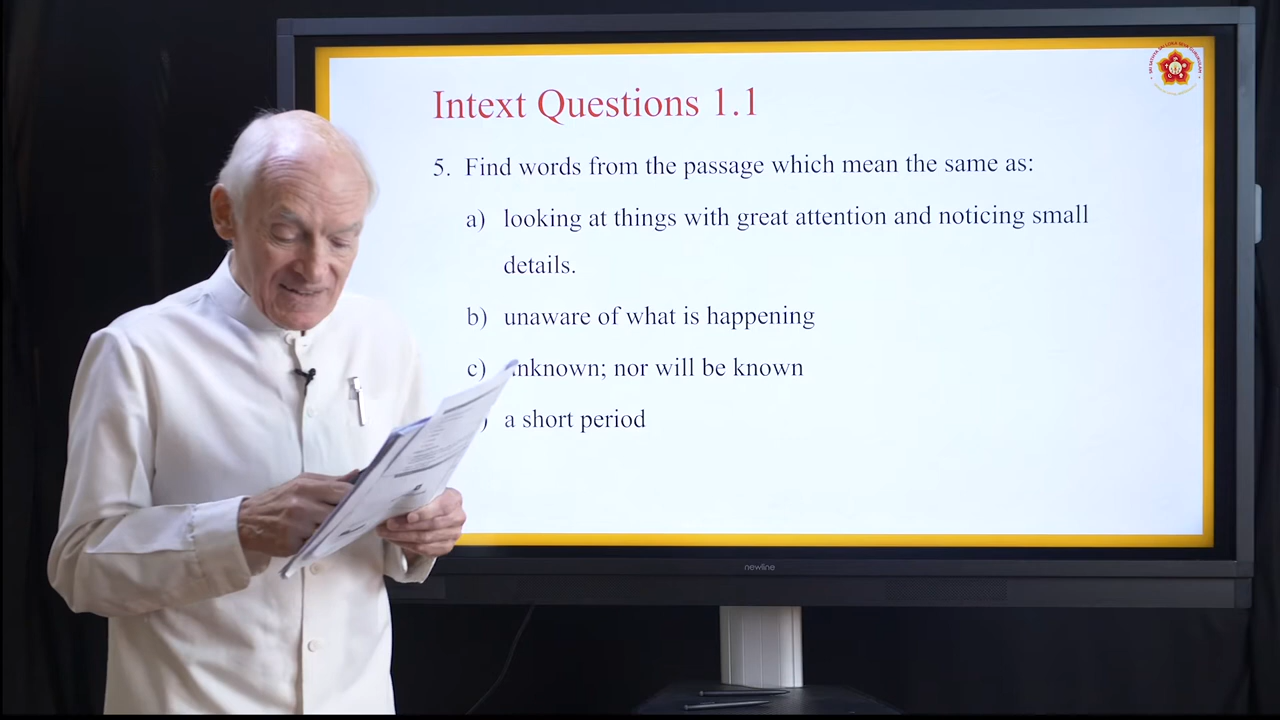 Intext Questions 1.1
5. Find words from the passage which mean the same as:
a) looking at things with great attention and noticing small
details.
b) unaware of what is happening
c) nknown; nor will be known
) a short period
newline